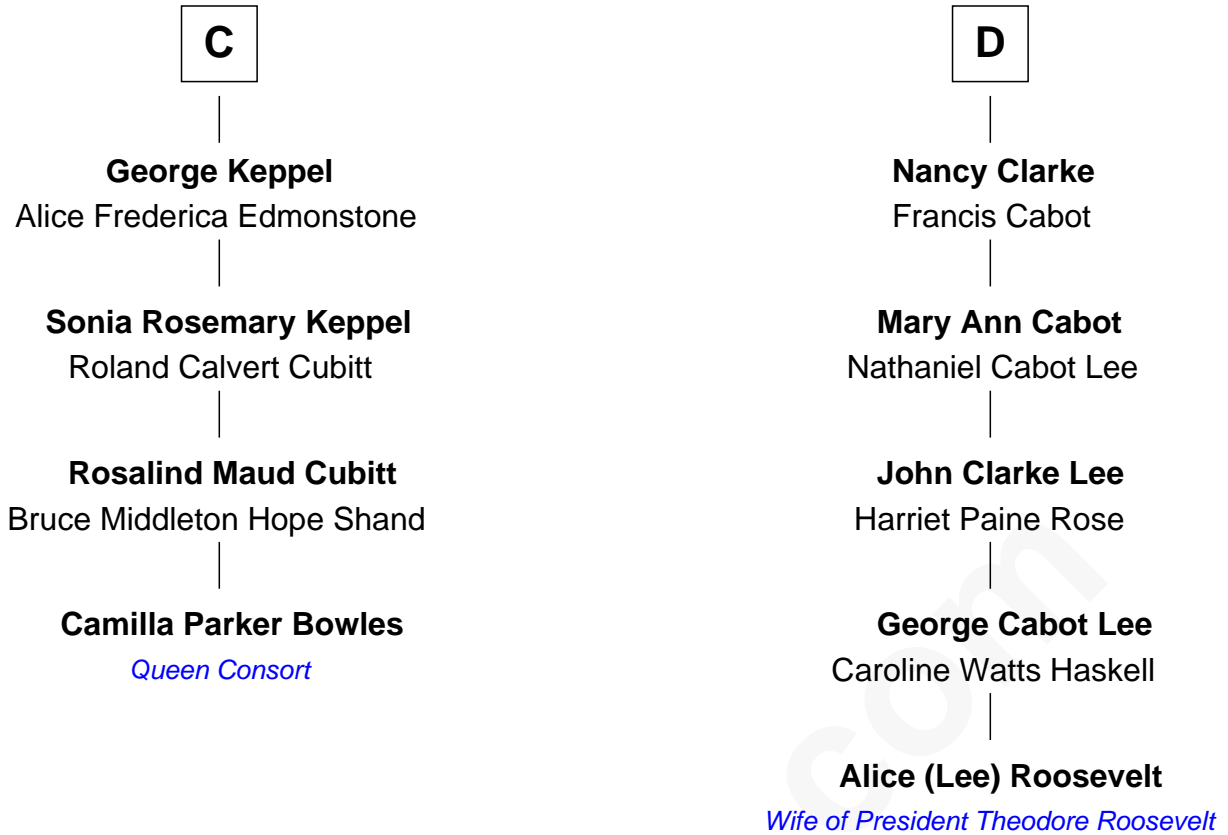 C
George Keppel
Alice Frederica Edmonstone
Sonia Rosemary Keppel
Roland Calvert Cubitt
Rosalind Maud Cubitt
Bruce Middleton Hope Shand
Camilla Parker Bowles
Queen Consort
D
Nancy Clarke
Francis Cabot
Mary Ann Cabot
Nathaniel Cabot Lee
John Clarke Lee
Harriet Paine Rose
George Cabot Lee
Caroline Watts Haskell
Alice (Lee) Roosevelt
Wife of President Theodore Roosevelt
com